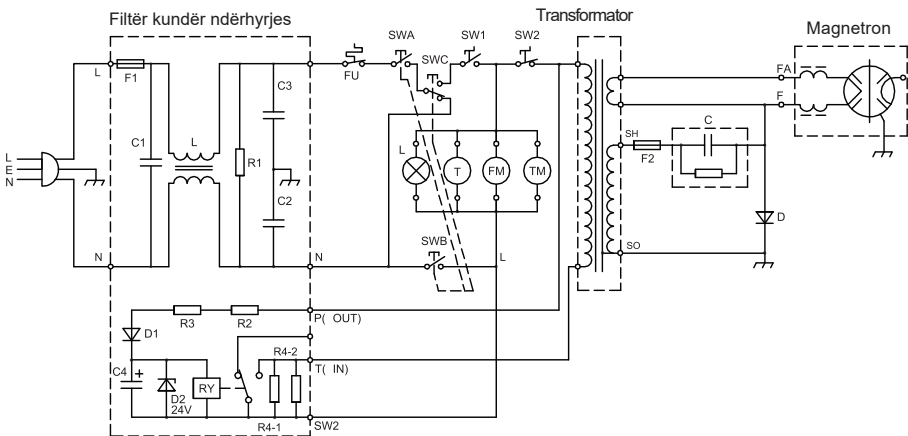 Filtër kundër ndërhyrjes
Transformator
Magnetron
SWA
SW1
SW2
SWC
L
F1
FU
FA
F
C3
C1
L
R1
C
SH
F2
L
E
N
L
T
FM
TM
C2
D
SWB
N
N
L
SO
P( OUT)
R3
R2
D1
R4-2
T( IN)
C4
+
RY
D2
24V
R4-1
SW2